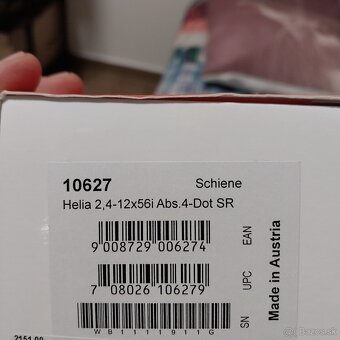 10627 Schiene
Helia 2,4-12x56i Abs.4-Dot SR
9 008729 006274 EAN
7 08026 106279 UPC
WB1111911G SN
Made in Austria